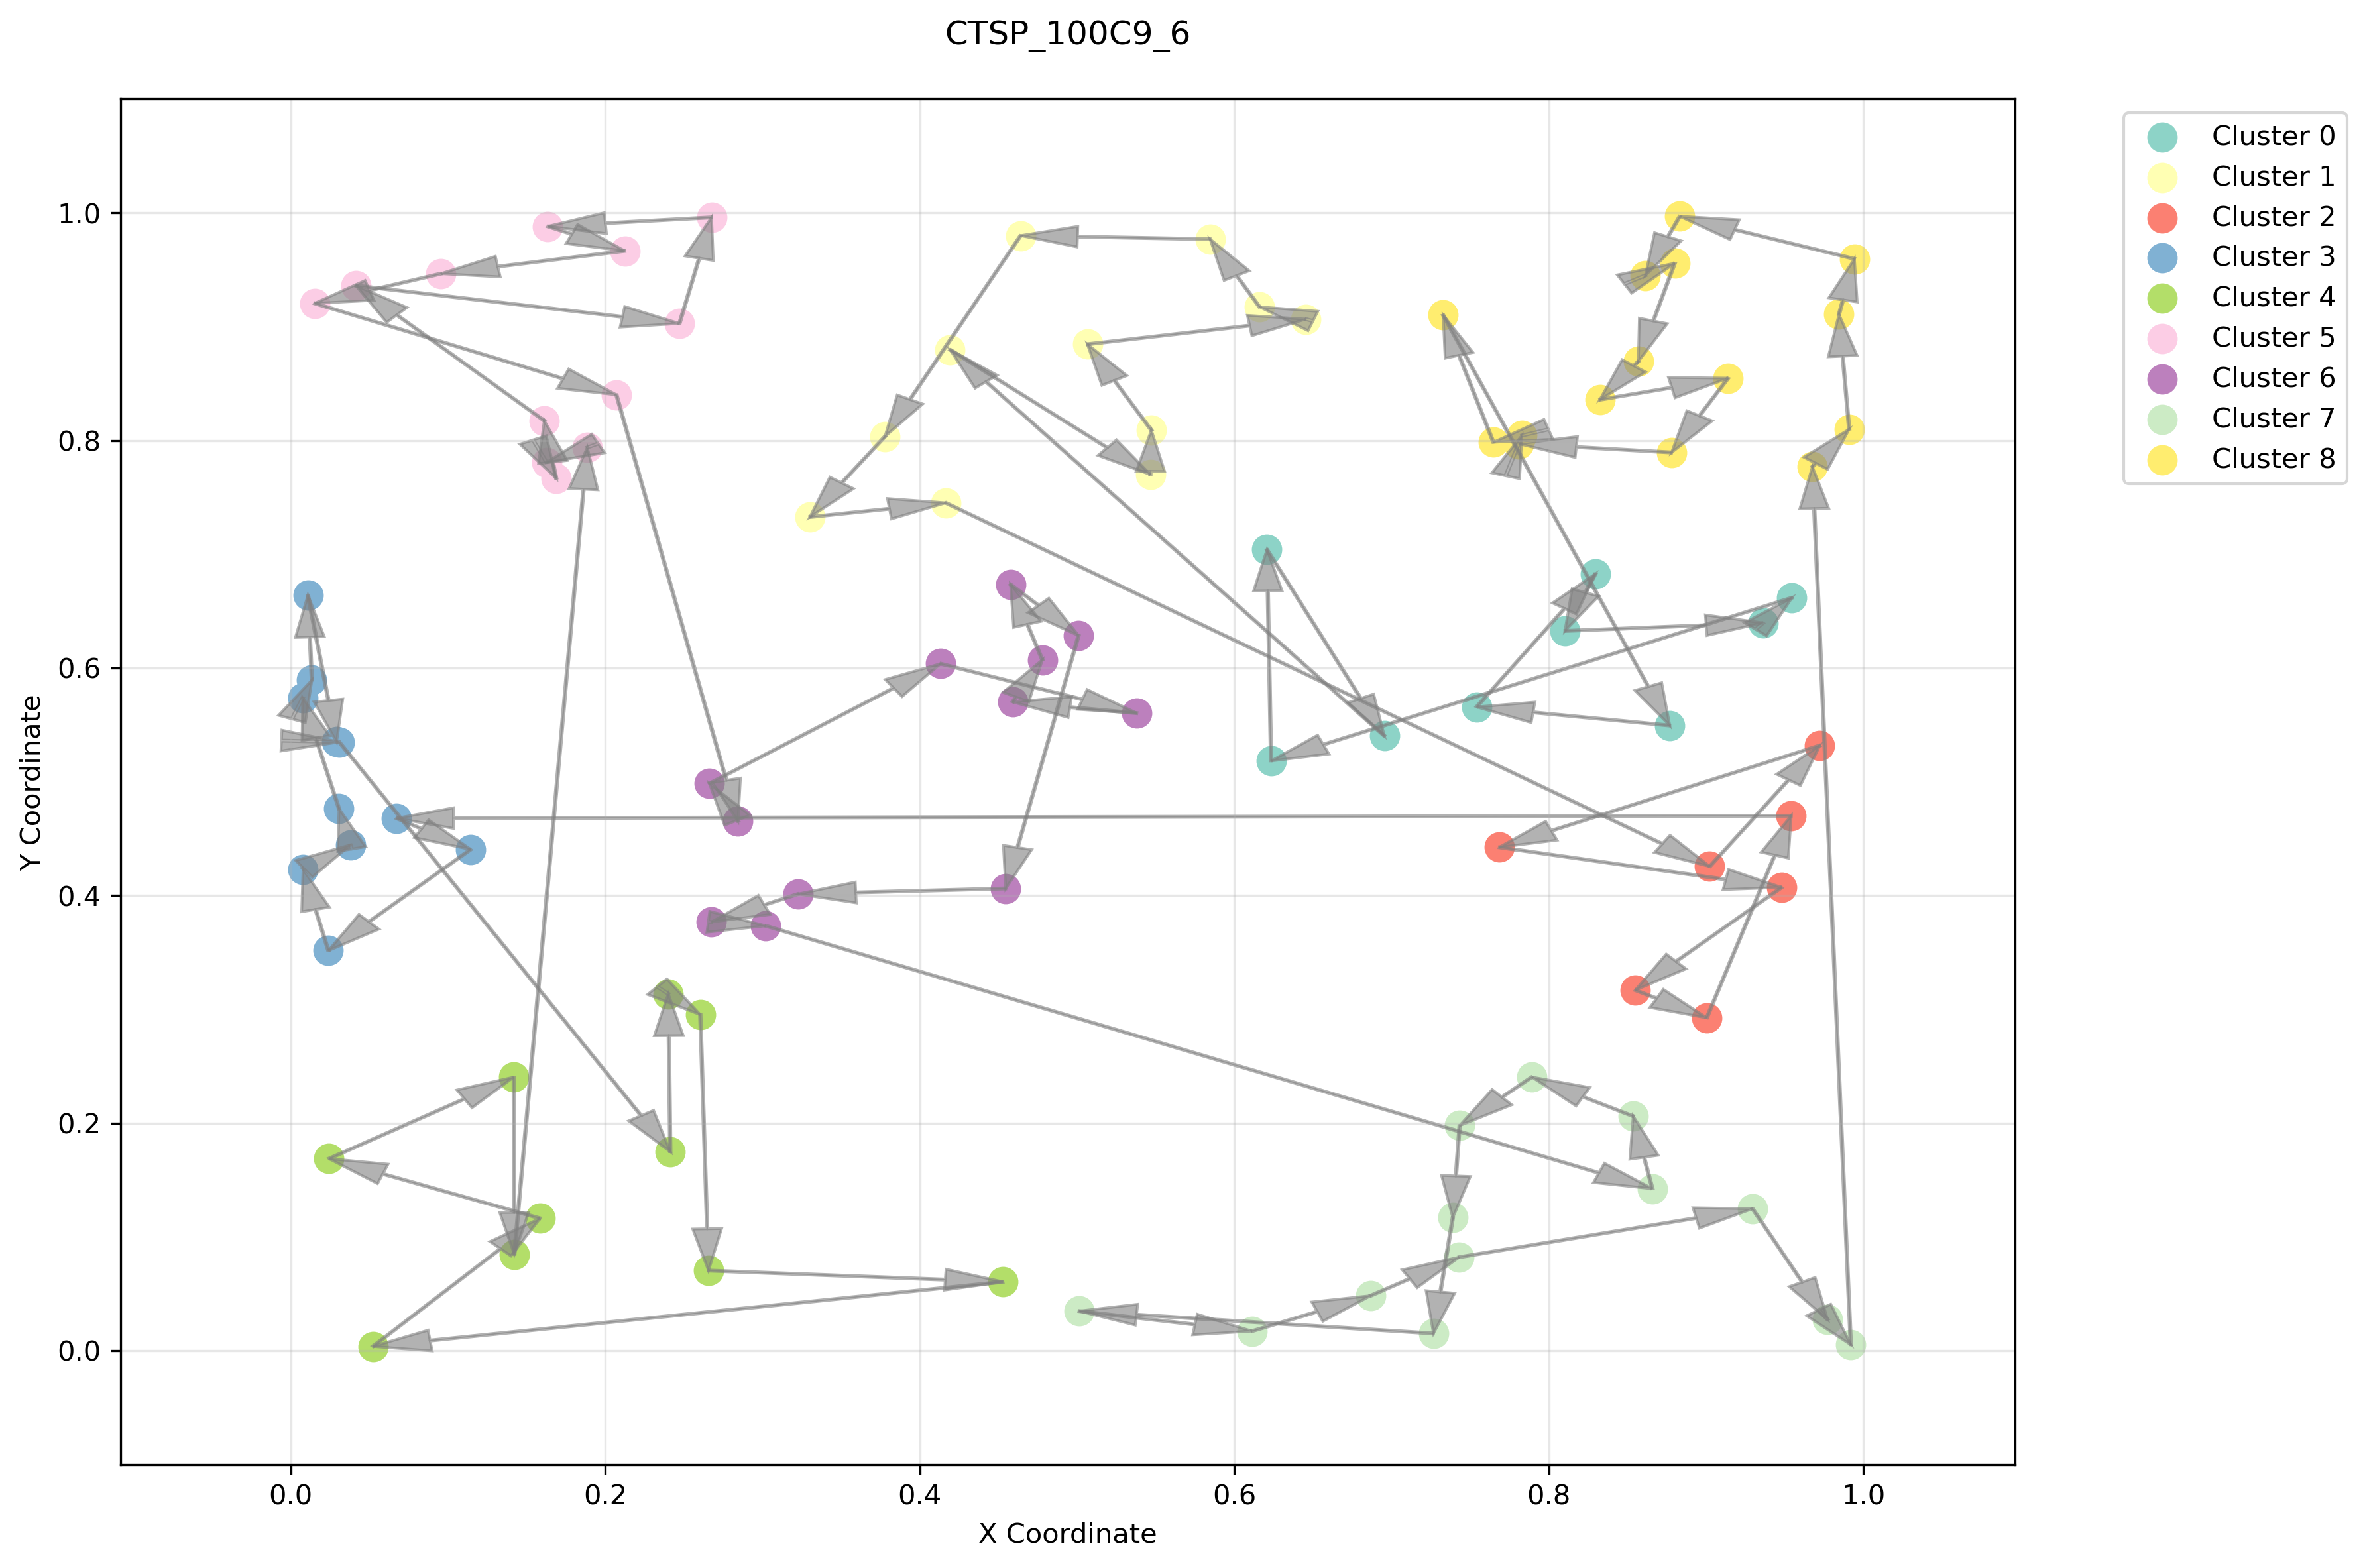 CTSP_100C9_6
Cluster 0
Cluster 1
Cluster 2
Cluster 3
Cluster 4
Cluster 5
Cluster 6
Cluster 7
Cluster 8
Y Coordinate
1.0
0.8
0.6
0.4
0.2
0.0
0.0 0.2 0.4 0.6 0.8 1.0
X Coordinate